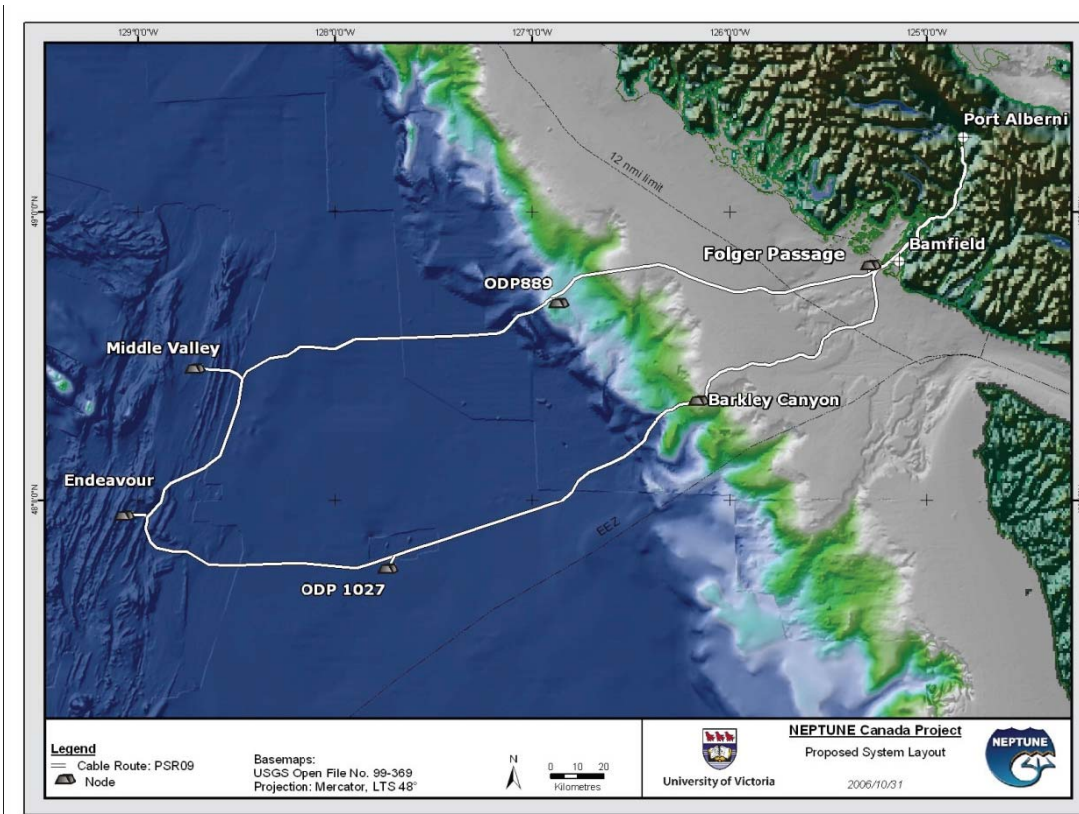 129°0'0"W
128°0'0"W
127°0'0"W
126°0'0"W
125°0'0"W
Port Alberni
12 nmi limit
49°0'0"N
Bamfield
Folger Passage
ODP889
Middle Valley
Barkley Canyon
Endeavour
48°0'0"N
EEZ
ODP 1027
Legend
Cable Route: PSR09
Node
Basemaps:
USGS Open File No. 99-369
Projection: Mercator, LTS 48°
N
0 10 20
Kilometres
University of Victoria
NEPTUNE Canada Project
Proposed System Layout
2006/10/31
NEPTUNE